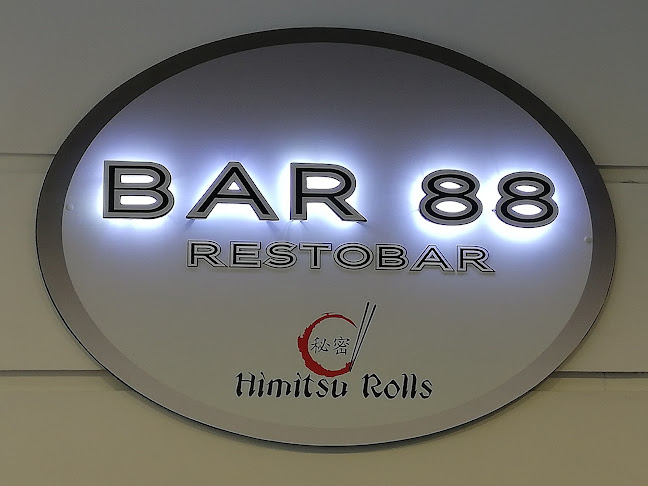 BAR 88
RESTOBAR
秘密
Himitsu Rolls